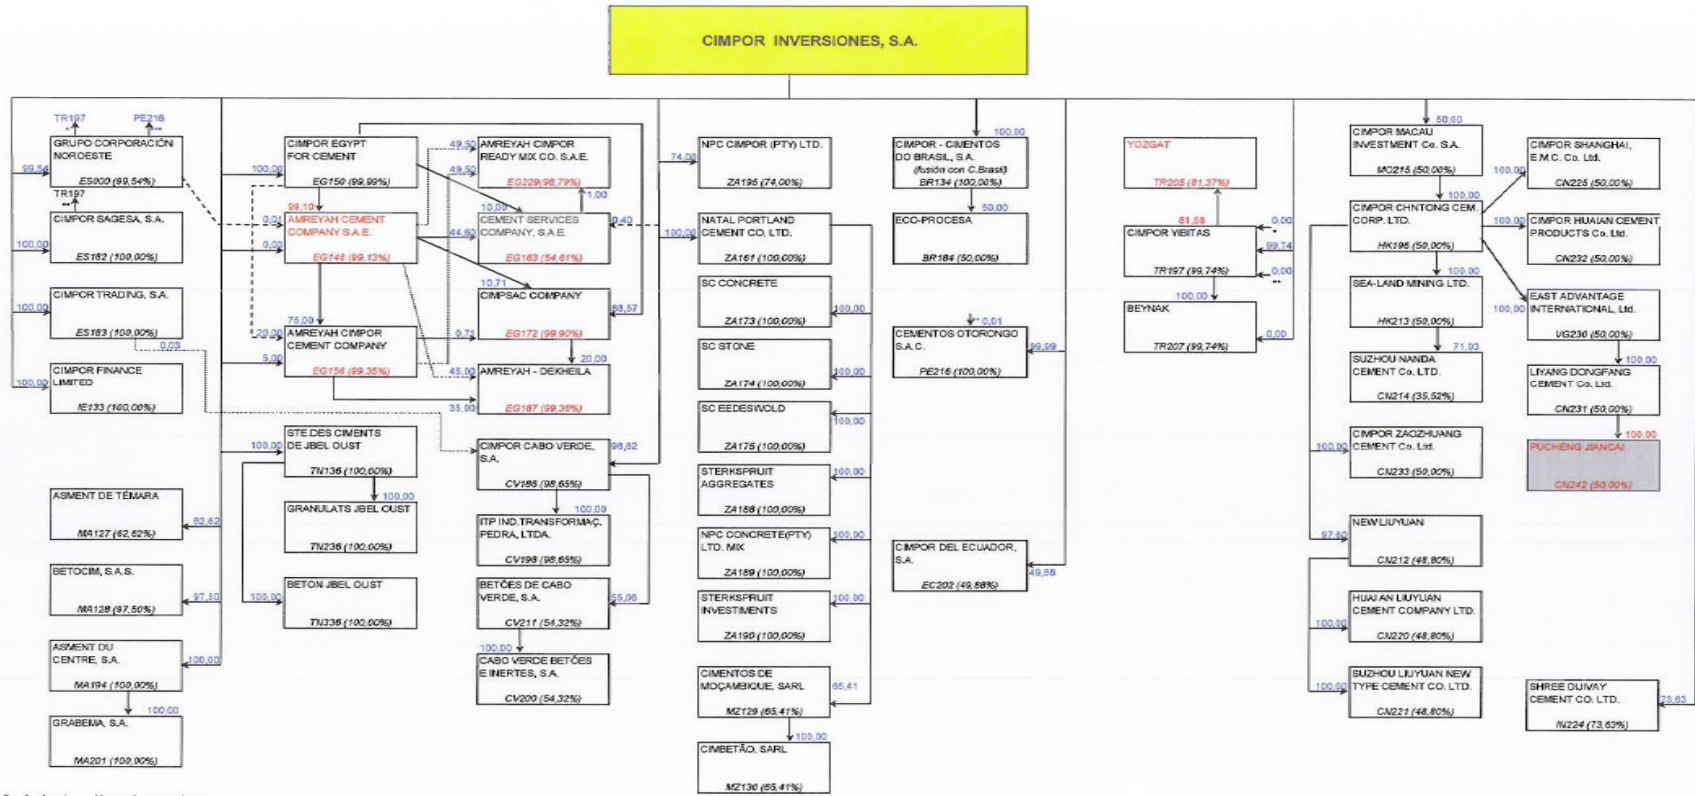 CIMPOR INVERSIONES, S.A.
TR197
PE216
GRUPO CORPORACIÓN
NOROESTE
ES000 (99,54%)
99,54
TR197
CIMPOR SAGESA, S.A.
ES182 (100,00%)
100,00
CIMPOR TRADING, S.A.
ES183 (100,00%)
100,00
0,03
CIMPOR FINANCE
LIMITED
IE133 (100,00%)
100,00
ASMENT DE TÉMARA
MA127 (62,62%)
62,62
BETOCIM, S.A.S.
MA128 (97,50%)
97,50
ASMENT DU
CENTRE, S.A.
MA194 (100,00%)
100,00
100,00
GRABEMA, S.A.
MA201 (100,00%)
CIMPOR EGYPT
FOR CEMENT
EG150 (99,99%)
100,00
99,10
0,01
AMREYAH CEMENT
COMPANY S.A.E.
EG146 (99,13%)
0,00
75,00
20,00
AMREYAH CIMPOR
CEMENT COMPANY
EG156 (99,35%)
5,00
STE.DES CIMENTS
DE JBEL OUST
TN136 (100,00%)
100,00
100,00
GRANULATS JBEL OUST
TN236 (100,00%)
BETON JBEL OUST
TN336 (100,00%)
100,00
49,50
AMREYAH CIMPOR
READY MIX CO. S.A.E.
EG229(98,79%)
49,50
1,00
10,00
CEMENT SERVICES
COMPANY, S.A.E.
EG163 (54,61%)
44,60
0,40
10,71
CIMPSAC COMPANY
EG172 (99,90%)
88,57
0,75
20,00
AMREYAH - DEKHEILA
EG187 (99,36%)
45,00
35,00
CIMPOR CABO VERDE,
S.A.
CV186 (98,65%)
98,62
100,00
ITP IND.TRANSFORMAÇ.
PEDRA, LTDA.
CV198 (98,65%)
BETÕES DE CABO
VERDE, S.A.
CV211 (54,32%)
55,06
100,00
CABO VERDE BETÕES
E INERTES, S.A.
CV200 (54,32%)
NPC CIMPOR (PTY) LTD.
ZA195 (74,00%)
74,00
NATAL PORTLAND
CEMENT CO, LTD.
ZA161 (100,00%)
100,00
SC CONCRETE
ZA173 (100,00%)
100,00
SC STONE
ZA174 (100,00%)
100,00
SC EEDESWOLD
ZA175 (100,00%)
100,00
STERKSPRUIT
AGGREGATES
ZA188 (100,00%)
100,00
NPC CONCRETE(PTY)
LTD. MIX
ZA189 (100,00%)
100,00
STERKSPRUIT
INVESTIMENTS
ZA190 (100,00%)
100,00
CIMENTOS DE
MOÇAMBIQUE, SARL
MZ129 (65,41%)
65,41
100,00
CIMBETÃO, SARL
MZ130 (65,41%)
100,00
CIMPOR - CIMENTOS
DO BRASIL, S.A.
(fusión con C.Brasil)
BR134 (100,00%)
50,00
ECO-PROCESA
BR184 (50,00%)
** 0,01
CEMENTOS OTORONGO
S.A.C.
PE216 (100,00%)
99,99
CIMPOR DEL ECUADOR,
S.A.
EC202 (49,88%)
49,88
YOZGAT
TR205 (81,37%)
81,58
CIMPOR YIBITAS
TR197 (99,74%)
0,00
99,74
0,00
100,00
BEYNAK
TR207 (99,74%)
0,00
50,00
CIMPOR MACAU
INVESTMENT Co. S.A.
MO215 (50,00%)
100,00
CIMPOR CHNTONG CEM.
CORP. LTD.
HK196 (50,00%)
100,00
SEA-LAND MINING LTD.
HK213 (50,00%)
71,03
SUZHOU NANDA
CEMENT Co. LTD.
CN214 (35,52%)
CIMPOR ZAOZHUANG
CEMENT Co. Ltd.
CN233 (50,00%)
100,00
NEW LIUYUAN
CN212 (48,80%)
97,60
HUAI AN LIUYUAN
CEMENT COMPANY LTD.
CN220 (48,80%)
100,00
SUZHOU LIUYUAN NEW
TYPE CEMENT CO. LTD.
CN221 (48,80%)
100,00
CIMPOR SHANGHAI,
E.M.C. Co. Ltd.
CN225 (50,00%)
100,00
CIMPOR HUAIAN CEMENT
PRODUCTS Co. Ltd.
CN232 (50,00%)
100,00
EAST ADVANTAGE
INTERNATIONAL, Ltd.
VG230 (50,00%)
100,00
100,00
LIYANG DONGFANG
CEMENT Co. Ltd.
CN231 (50,00%)
100,00
PUCHENG JIANCAI
CN242 (50,00%)
SHREE DIJIVAY
CEMENT CO. LTD.
IN224 (73,63%)
73,63